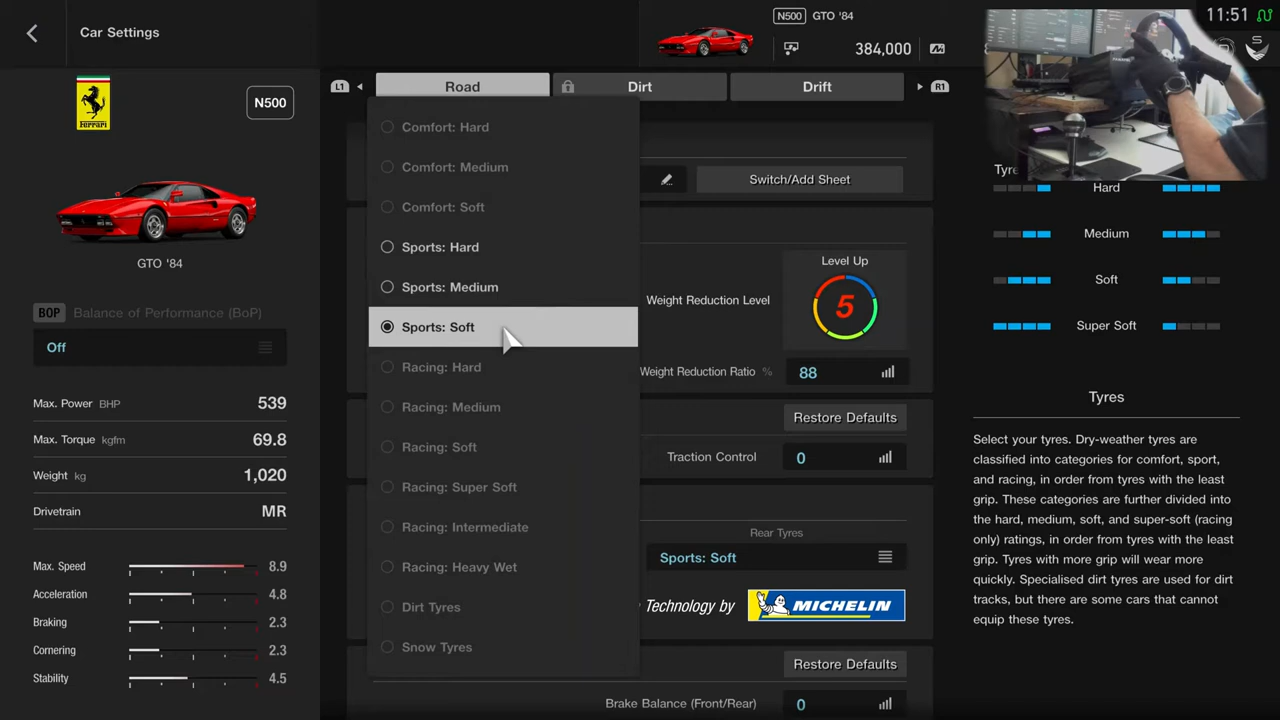 Car Settings
N500 GTO '84
384,000
11:51
S
Ferrari
N500
GTO '84
BOP Balance of Performance (BoP)
Off
Max. Power BHP 539
Max. Torque kgfm 69.8
Weight kg 1,020
Drivetrain MR
Max. Speed 8.9
Acceleration 4.8
Braking 2.3
Cornering 2.3
Stability 4.5
L1 Road Dirt Drift R1
Comfort: Hard
Comfort: Medium
Comfort: Soft
Sports: Hard
Sports: Medium
Sports: Soft
Racing: Hard
Racing: Medium
Racing: Soft
Racing: Super Soft
Racing: Intermediate
Racing: Heavy Wet
Dirt Tyres
Snow Tyres
Switch/Add Sheet
Level Up
Weight Reduction Level 5
Weight Reduction Ratio % 88
Restore Defaults
Traction Control 0
Rear Tyres
Sports: Soft
Technology by MICHELIN
Restore Defaults
Brake Balance (Front/Rear) 0
Tyre
Hard
Medium
Soft
Super Soft
Tyres
Select your tyres. Dry-weather tyres are
classified into categories for comfort, sport,
and racing, in order from tyres with the least
grip. These categories are further divided into
the hard, medium, soft, and super-soft (racing
only) ratings, in order from tyres with the least
grip. Tyres with more grip will wear more
quickly. Specialised dirt tyres are used for dirt
tracks, but there are some cars that cannot
equip these tyres.